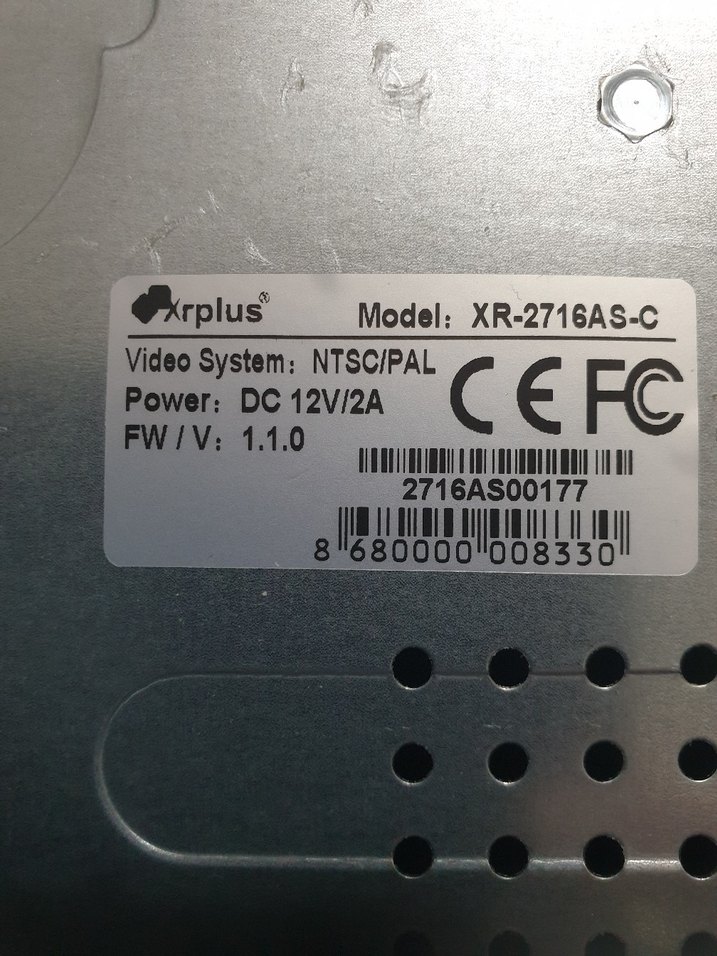 Xrplus®
Model: XR-2716AS-C
Video System: NTSC/PAL
Power: DC 12V/2A
FW / V: 1.1.0
CE FC
2716AS00177
8 680000 008330